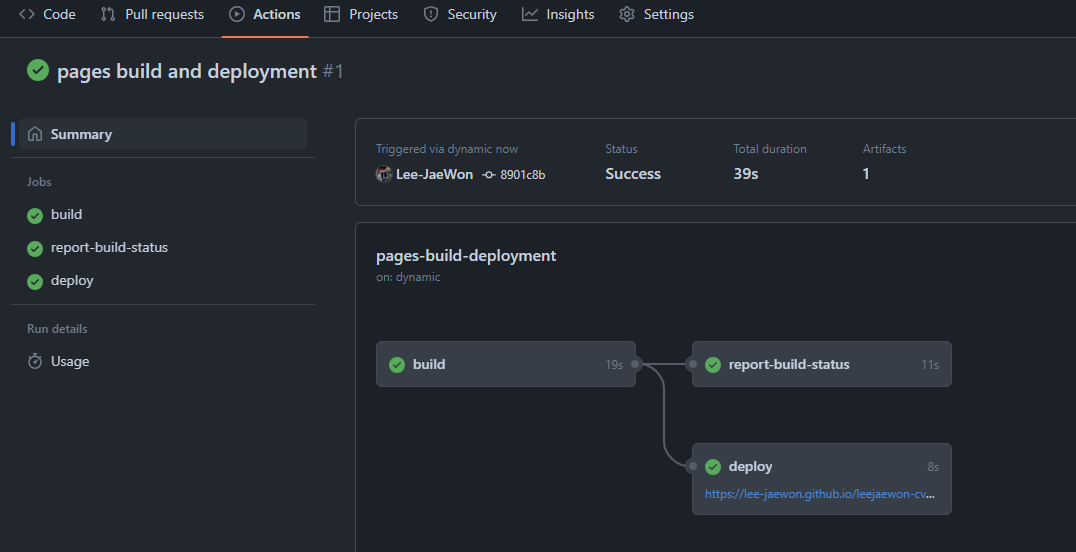 Code Pull requests Actions Projects Security Insights Settings
pages build and deployment #1
Summary
Jobs
build
report-build-status
deploy
Run details
Usage
Triggered via dynamic now
Lee-JaeWon 8901c8b
Status
Success
Total duration
39s
Artifacts
1
pages-build-deployment
on: dynamic
build 19s
report-build-status 11s
deploy 8s
https://lee-jaewon.github.io/leejaewon-cv...